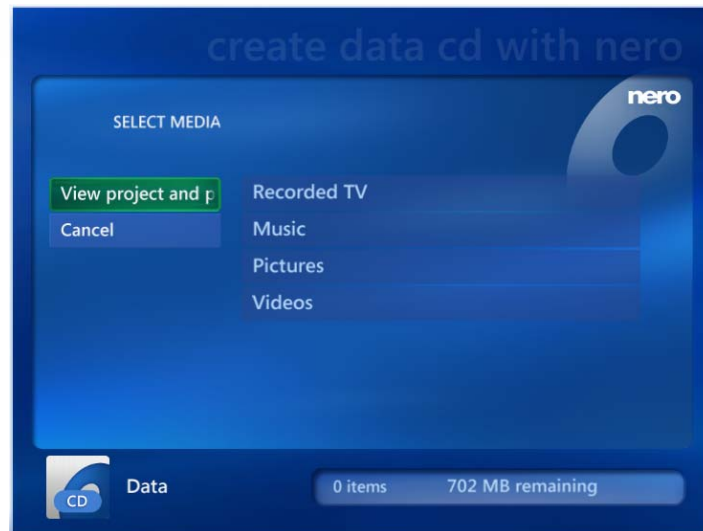 create data cd with nero
nero
SELECT MEDIA
View project and p
Cancel
Recorded TV
Music
Pictures
Videos
CD
Data
0 items
702 MB remaining